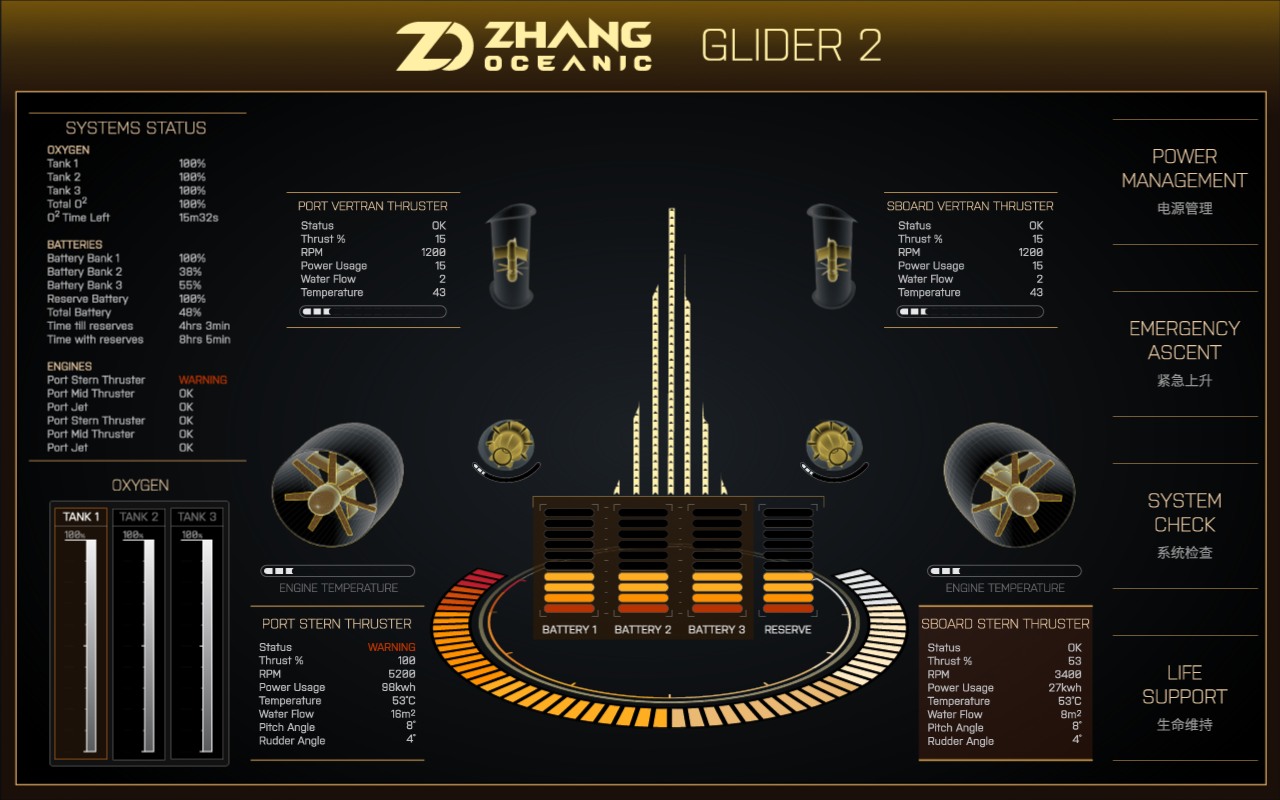 ZHANG
OCEANIC
GLIDER 2
SYSTEMS STATUS
OXYGEN
Tank 1 100%
Tank 2 100%
Tank 3 100%
Total O2 100%
O2 Time Left 15m32s
BATTERIES
Battery Bank 1 100%
Battery Bank 2 38%
Battery Bank 3 55%
Reserve Battery 100%
Total Battery 48%
Time till reserves 4hrs 3min
Time with reserves 8hrs 5min
ENGINES
Port Stern Thruster WARNING
Port Mid Thruster OK
Port Jet OK
Port Stern Thruster OK
Port Mid Thruster OK
Port Jet OK
OXYGEN
TANK 1 TANK 2 TANK 3
100% 100% 100%
PORT VERTRAN THRUSTER
Status OK
Thrust % 15
RPM 1200
Power Usage 15
Water Flow 2
Temperature 43
SBOARD VERTRAN THRUSTER
Status OK
Thrust % 15
RPM 1200
Power Usage 15
Water Flow 2
Temperature 43
ENGINE TEMPERATURE
PORT STERN THRUSTER
Status WARNING
Thrust % 100
RPM 5200
Power Usage 98kwh
Temperature 53°C
Water Flow 16m2
Pitch Angle 8°
Rudder Angle 4°
BATTERY 1 BATTERY 2 BATTERY 3 RESERVE
ENGINE TEMPERATURE
SBOARD STERN THRUSTER
Status OK
Thrust % 53
RPM 3400
Power Usage 27kwh
Temperature 53°C
Water Flow 8m2
Pitch Angle 8°
Rudder Angle 4°
POWER
MANAGEMENT
电源管理
EMERGENCY
ASCENT
紧急上升
SYSTEM
CHECK
系统检查
LIFE
SUPPORT
生命维持